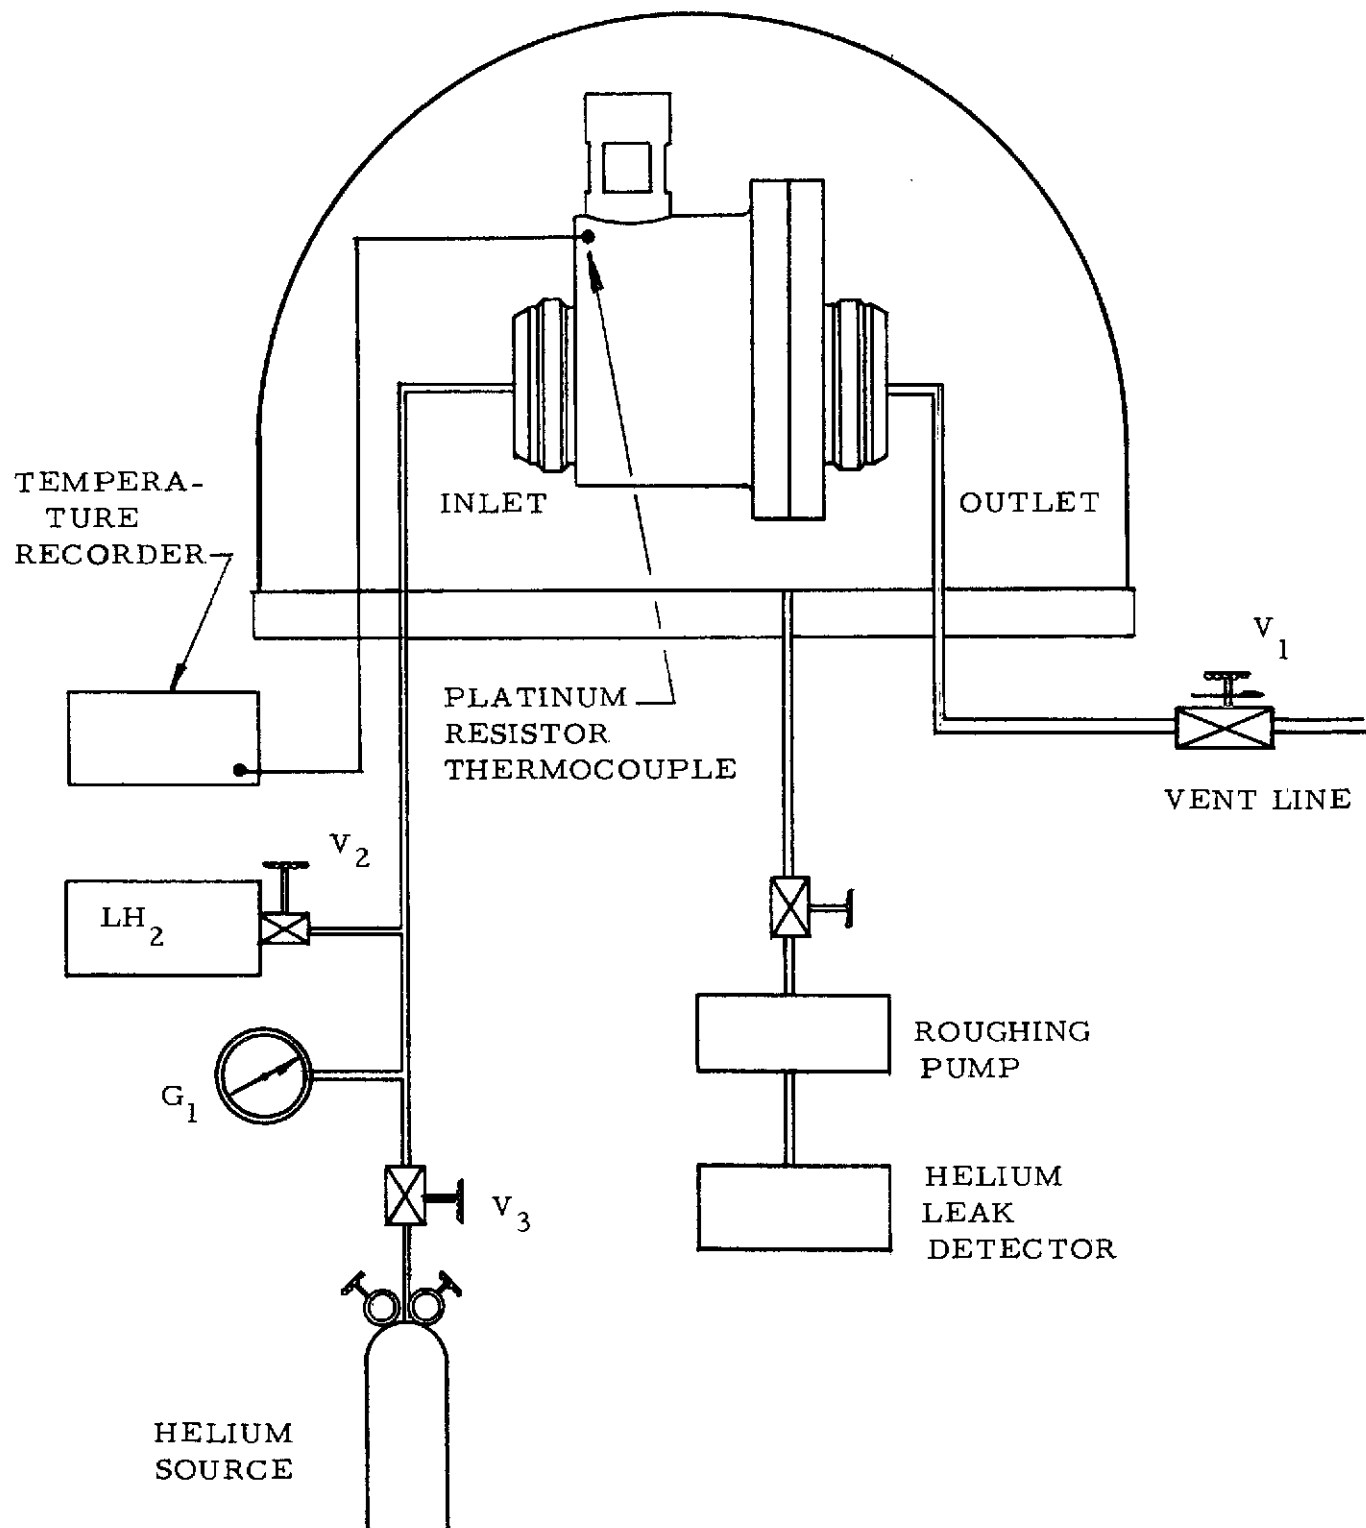 TEMPERA-
TURE
RECORDER
INLET
OUTLET
PLATINUM
RESISTOR
THERMOCOUPLE
V1
VENT LINE
V2
LH2
G1
V3
ROUGHING
PUMP
HELIUM
LEAK
DETECTOR
HELIUM
SOURCE